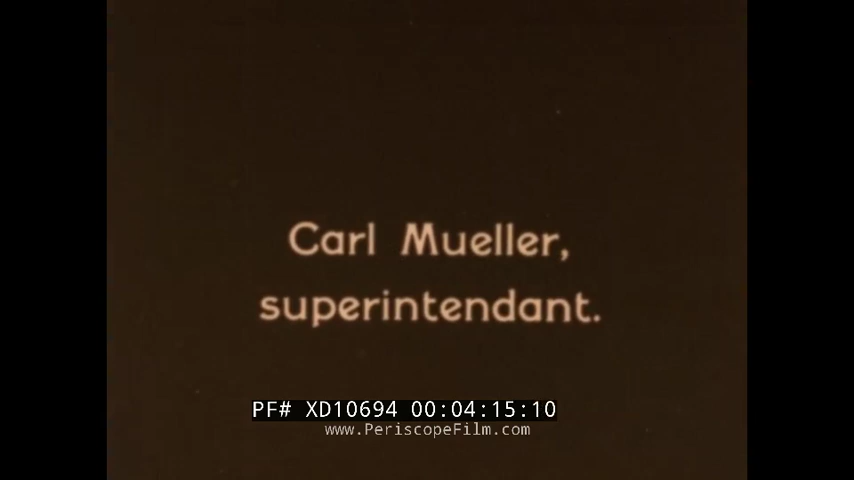 Carl Mueller,
superintendant.
PF# XD10694 00:04:15:10
www.PeriscopeFilm.com